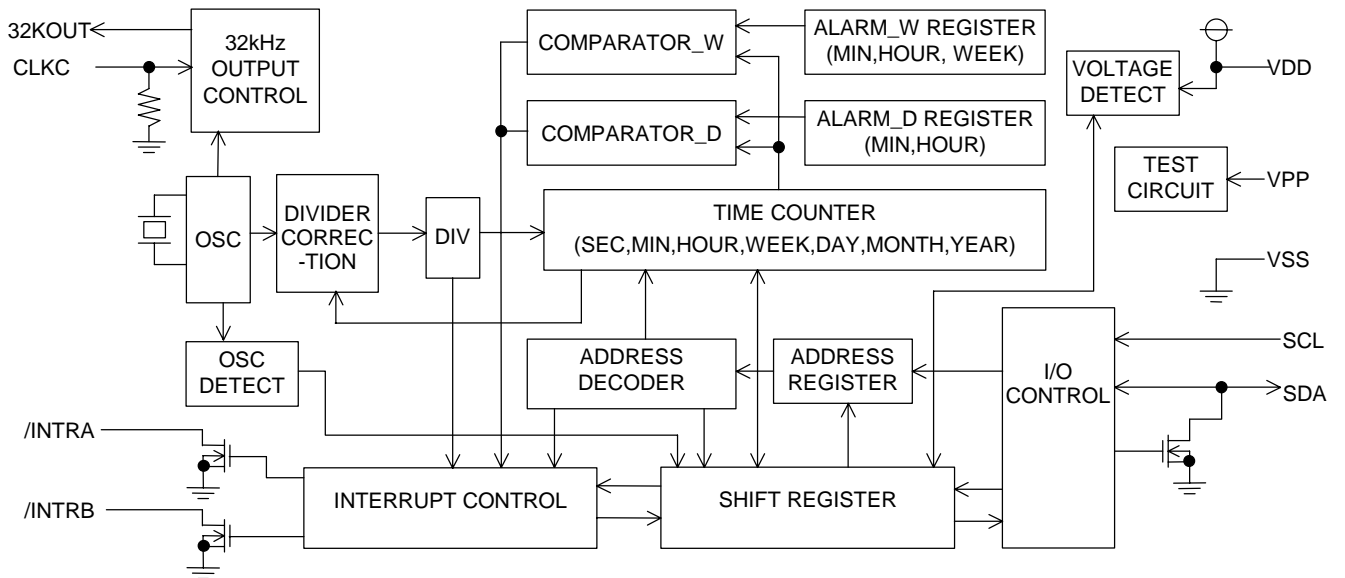 32KOUT
CLKC
32kHz
OUTPUT
CONTROL
COMPARATOR_W
ALARM_W REGISTER
(MIN,HOUR, WEEK)
VOLTAGE
DETECT
VDD
COMPARATOR_D
ALARM_D REGISTER
(MIN,HOUR)
TEST
CIRCUIT
VPP
OSC
DIVIDER
CORREC
-TION
DIV
TIME COUNTER
(SEC,MIN,HOUR,WEEK,DAY,MONTH,YEAR)
VSS
OSC
DETECT
ADDRESS
DECODER
ADDRESS
REGISTER
I/O
CONTROL
SCL
SDA
/INTRA
/INTRB
INTERRUPT CONTROL
SHIFT REGISTER